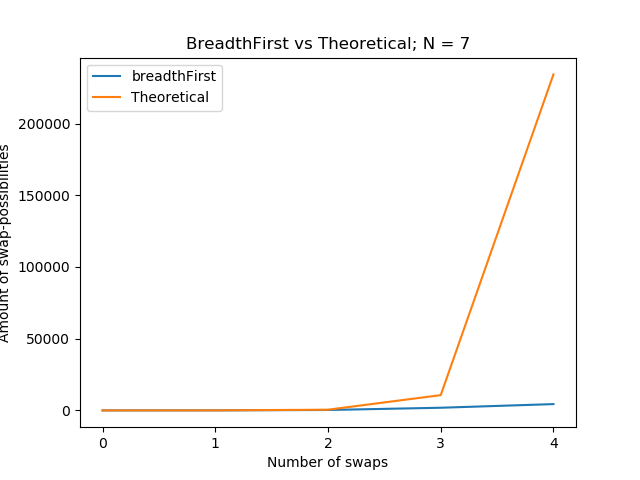 BreadthFirst vs Theoretical; N = 7
breadthFirst
Theoretical
Amount of swap-possibilities
200000
150000
100000
50000
0
0 1 2 3 4
Number of swaps